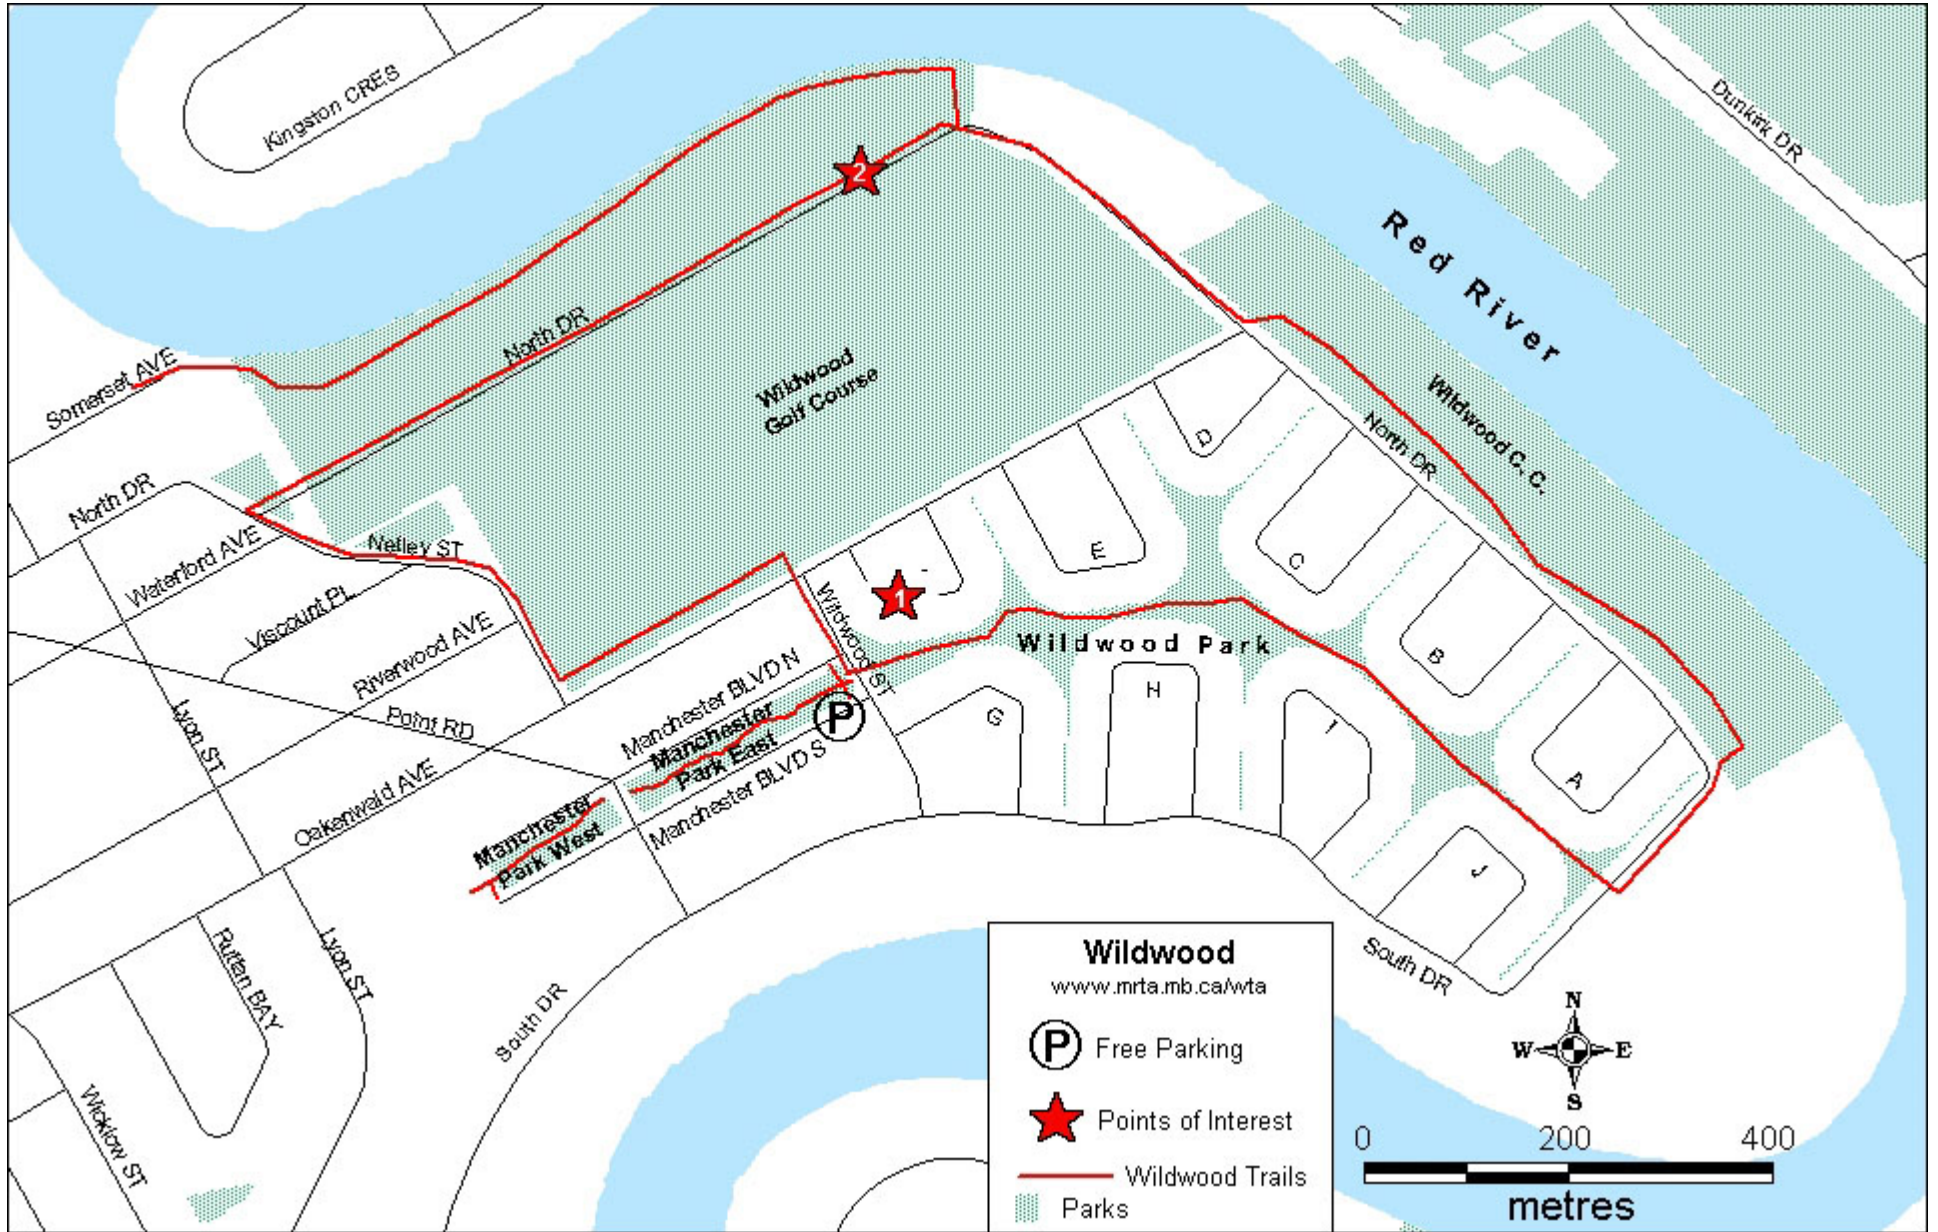 Kingston CRES
Dunkirk DR
2
Red River
North DR
Somerset AVE
Wildwood
Golf Course
Wildwood C. C.
North DR
D
North DR
Netley ST
Waterford AVE
E
C
Viscount PL
1
Wildwood ST
Riverwood AVE
Wildwood Park
B
Manchester BLVD N
H
G
Lyon ST
Point RD
Manchester
Park East
P
I
Manchester BLVD S
A
Oakenwald AVE
Manchester
Park West
J
Ruttan BAY
Lyon ST
South DR
South DR
Wicklow ST
Wildwood
www.mrta.mb.ca/wta
P Free Parking
Points of Interest
Wildwood Trails
Parks
N
W E
S
0 200 400
metres